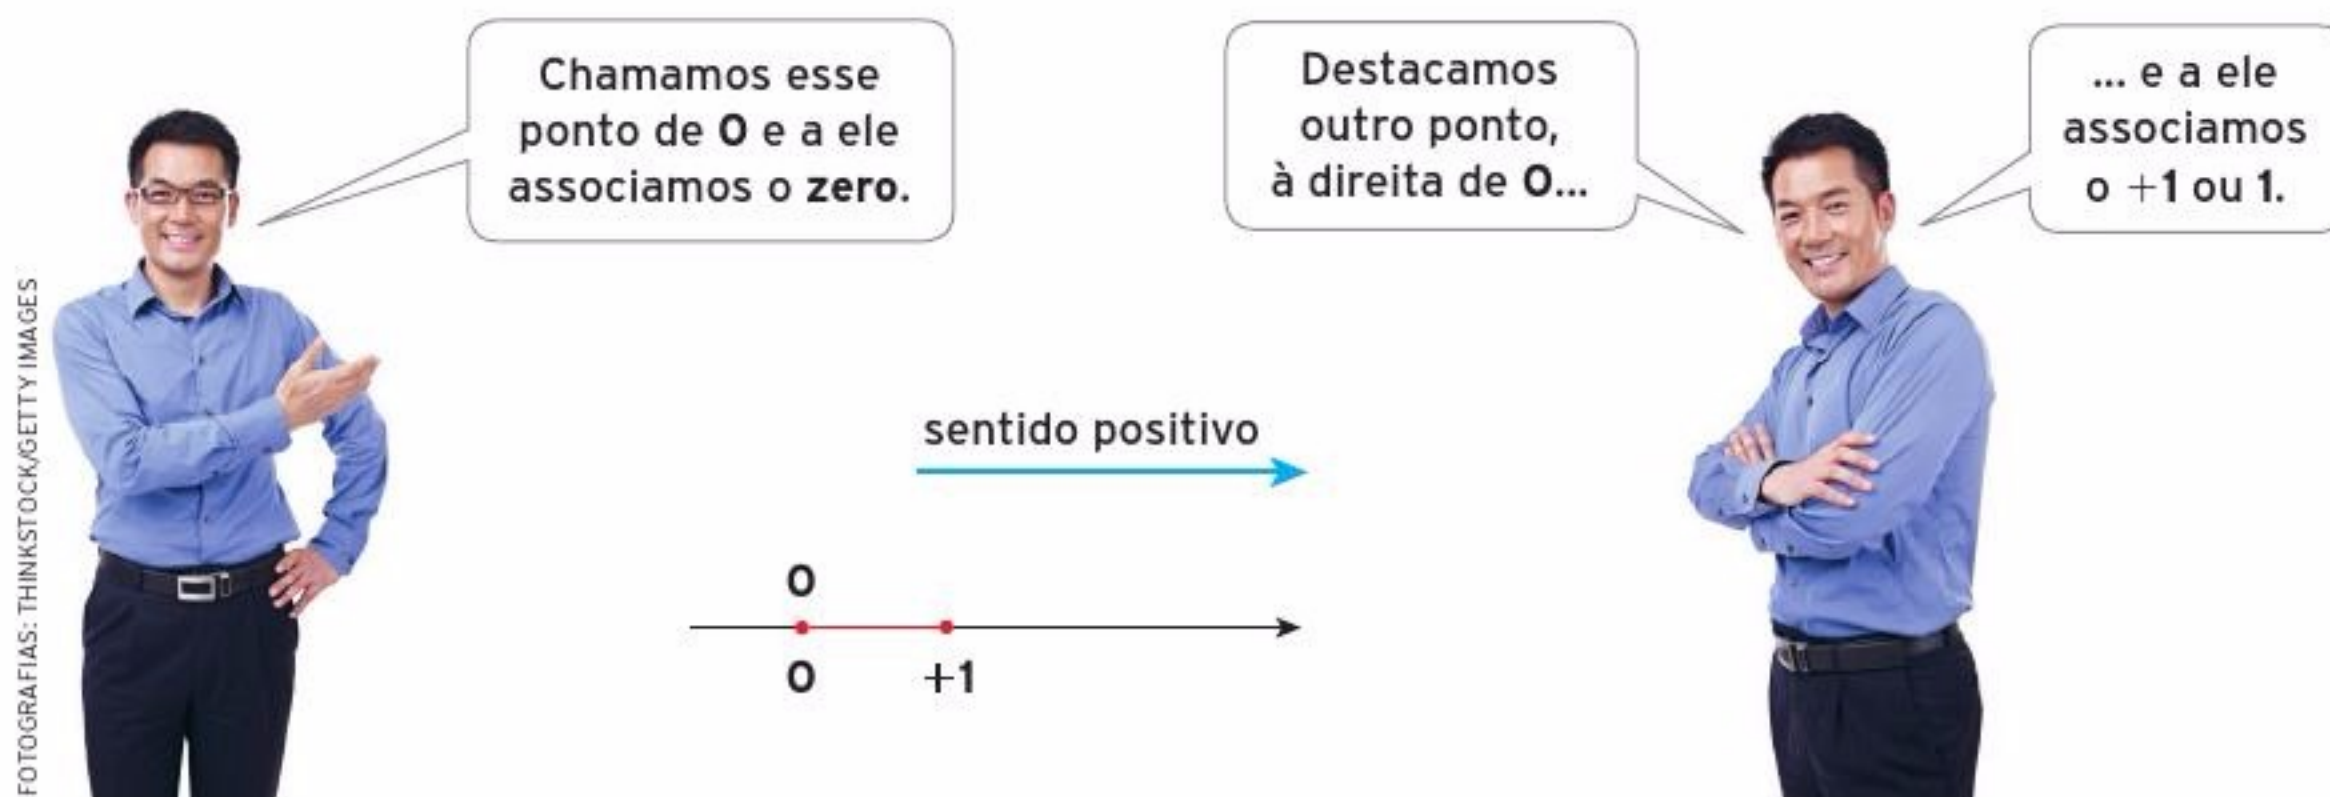 Chamamos esse
ponto de O e a ele
associamos o zero.
Destacamos
outro ponto,
à direita de O...
... e a ele
associamos
o +1 ou 1.
sentido positivo
O
0 +1
FOTOGRAFIAS: THINKSTOCK/GETTY IMAGES